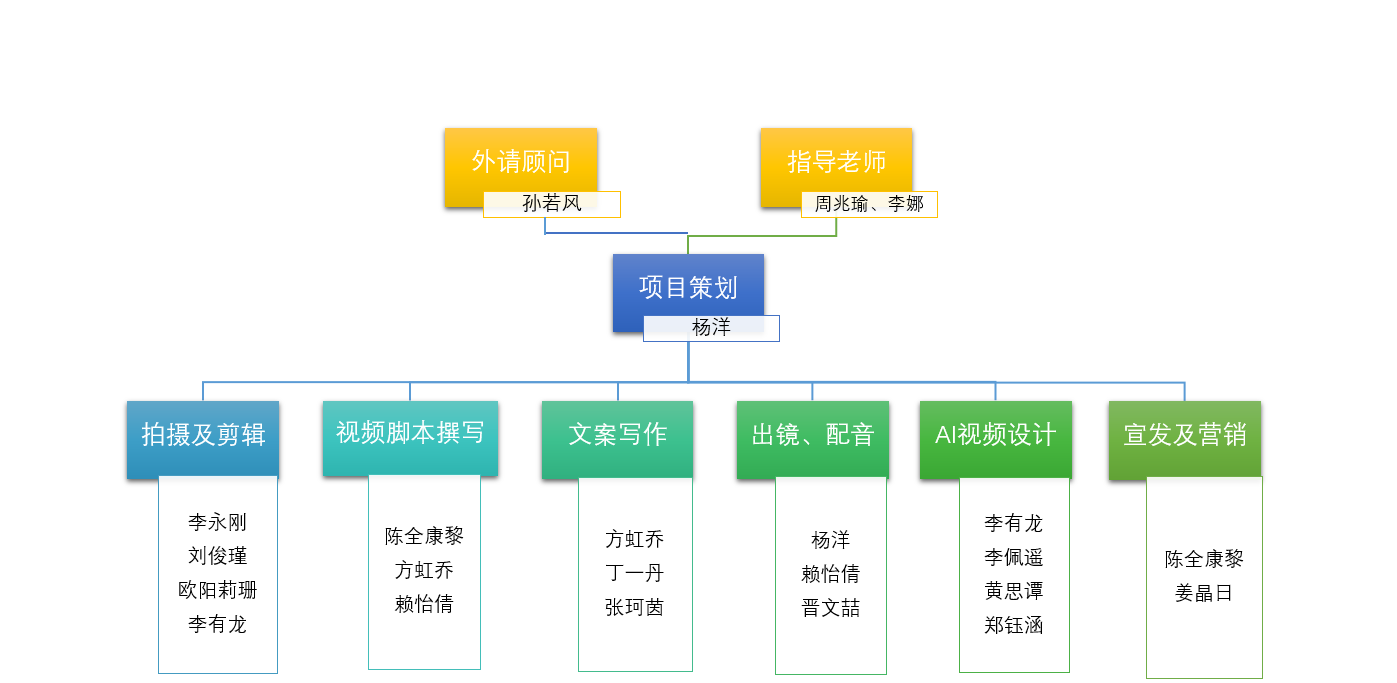 外请顾问
孙若风
指导老师
周兆瑜、李娜
项目策划
杨洋
拍摄及剪辑
李永刚
刘俊瑾
欧阳莉珊
李有龙
视频脚本撰写
陈全康黎
方虹乔
赖怡倩
文案写作
方虹乔
丁一丹
张珂茵
出镜、配音
杨洋
赖怡倩
晋文喆
AI视频设计
李有龙
李佩遥
黄思谭
郑钰涵
宣发及营销
陈全康黎
姜晶日